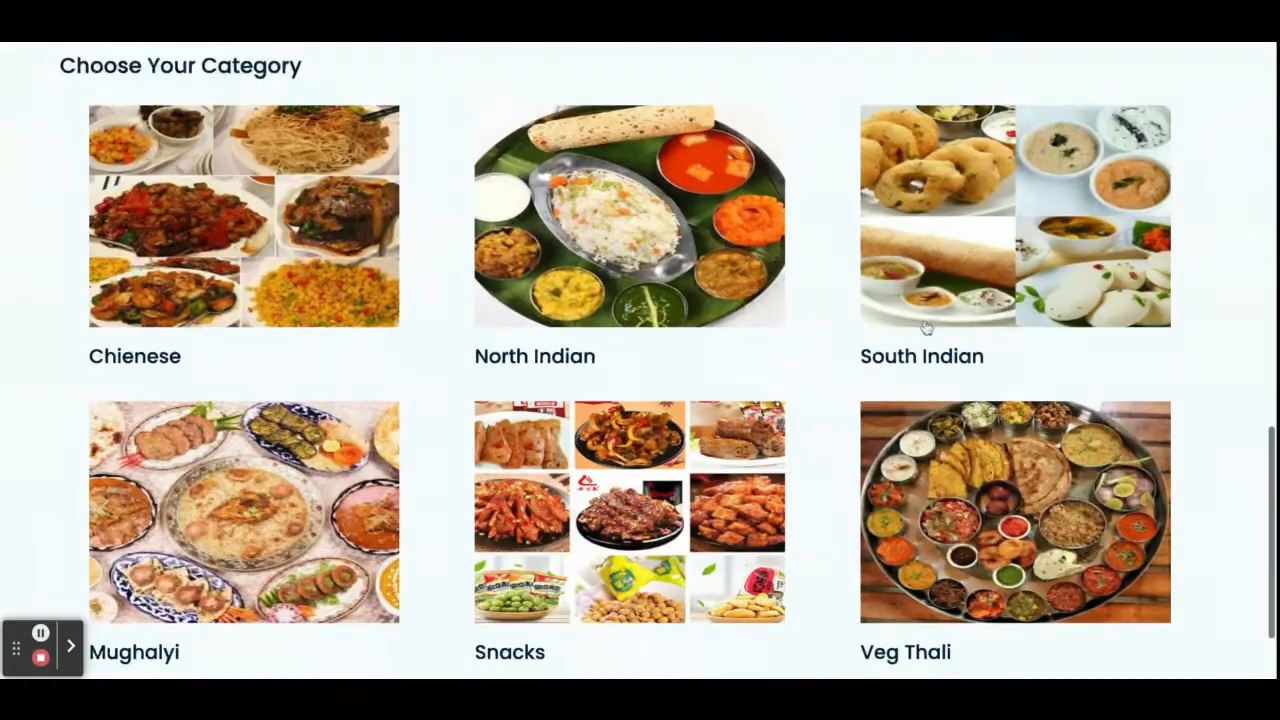 Choose Your Category
Chienese
North Indian
South Indian
Mughalyi
Snacks
Veg Thali